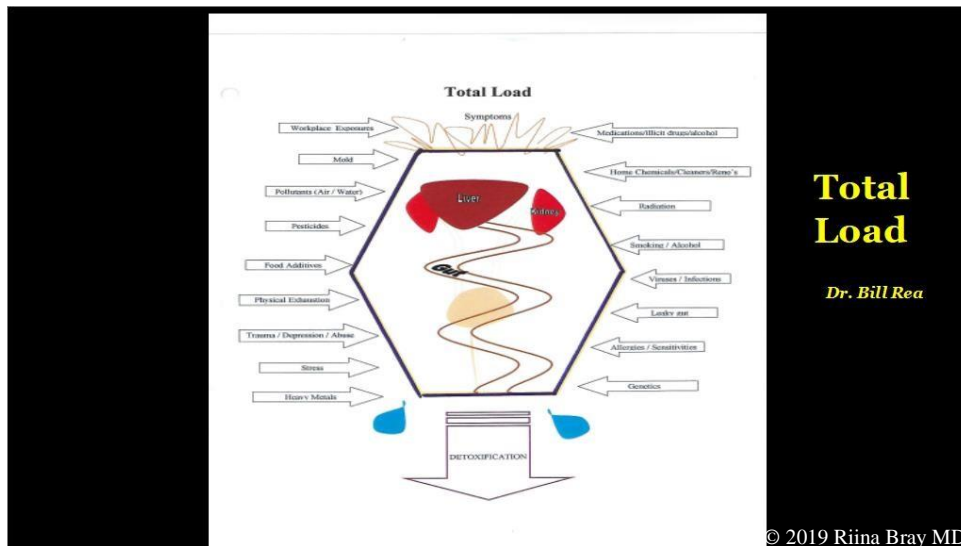 Total Load
Symptoms
Workplace Exposures
Mold
Pollutants (Air / Water)
Pesticides
Food Additives
Physical Exhaustion
Trauma / Depression / Abuse
Stress
Heavy Metals
Medications/illicit drugs/alcohol
Home Chemicals/Cleaners/Reno's
Radiation
Smoking / Alcohol
Viruses / Infections
Leaky gut
Allergies / Sensitivities
Genetics
Liver
Kidney
Gut
DETOXIFICATION
Total
Load
Dr. Bill Rea
© 2019 Riina Bray MD